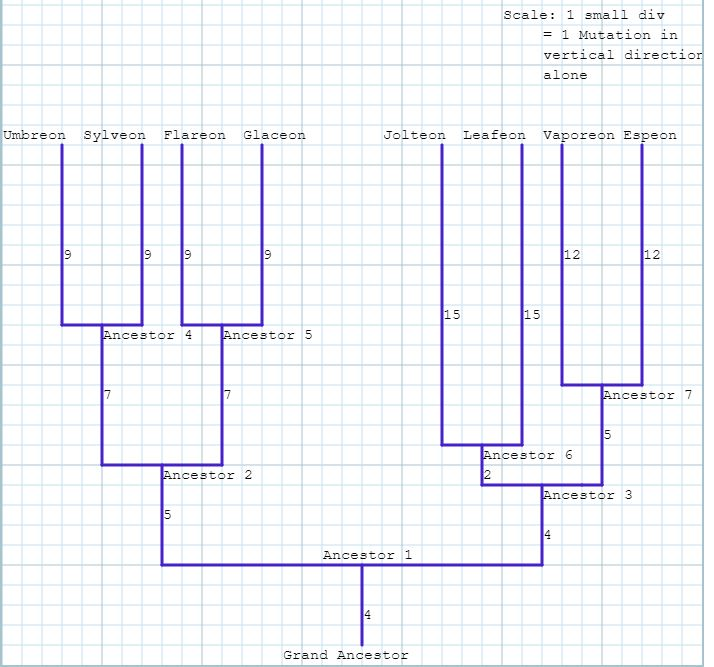 Scale: 1 small div
= 1 Mutation in
vertical direction
alone
Umbreon Sylveon Flareon Glaceon Jolteon Leafeon Vaporeon Espeon
9 9 9 9 12 12
15 15
Ancestor 4 Ancestor 5
7 7 Ancestor 7
5
Ancestor 6
Ancestor 2 2
Ancestor 3
5
4
Ancestor 1
4
Grand Ancestor